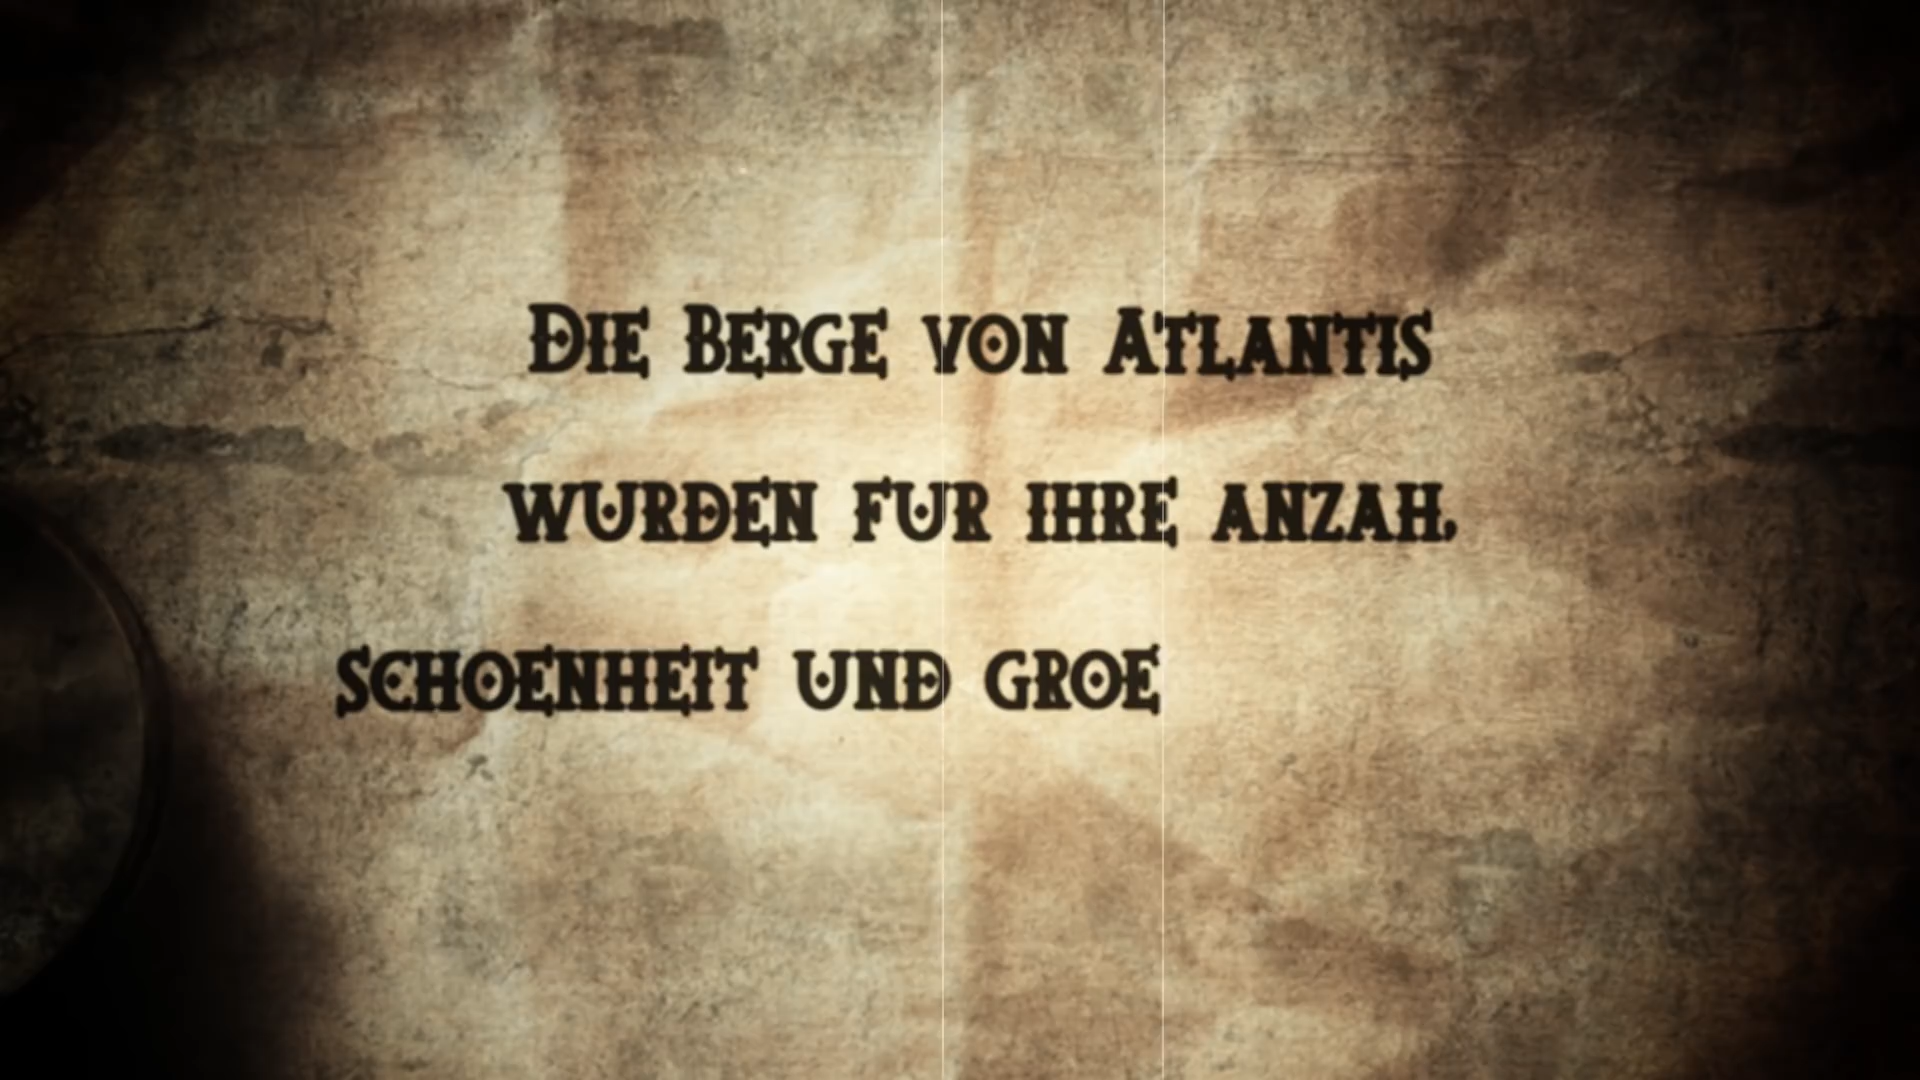 Die Berge von Atlantis
wurden fur ihre anzah,
schoenheit und groe